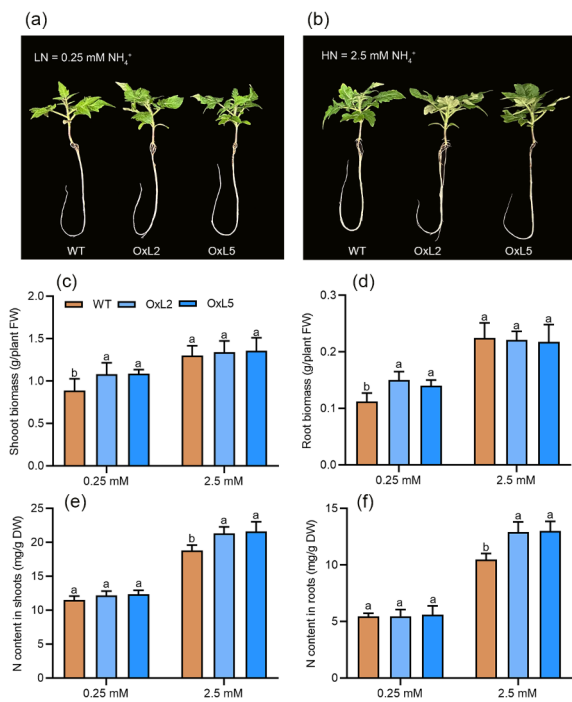 (a)
LN = 0.25 mM NH₄⁺
WT OxL2 OxL5
(b)
HN = 2.5 mM NH₄⁺
WT OxL2 OxL5
(c)
WT OxL2 OxL5
Shooot biomass (g/plant FW)
2.0
1.5
1.0
0.5
0.0
b a a a a a
0.25 mM 2.5 mM
(d)
Root biomass (g/plant FW)
0.3
0.2
0.1
0.0
b a a a a a
0.25 mM 2.5 mM
(e)
N content in shoots (mg/g DW)
25
20
15
10
5
0
a a a b a a
0.25 mM 2.5 mM
(f)
N content in roots (mg/g DW)
15
10
5
0
a a a b a a
0.25 mM 2.5 mM